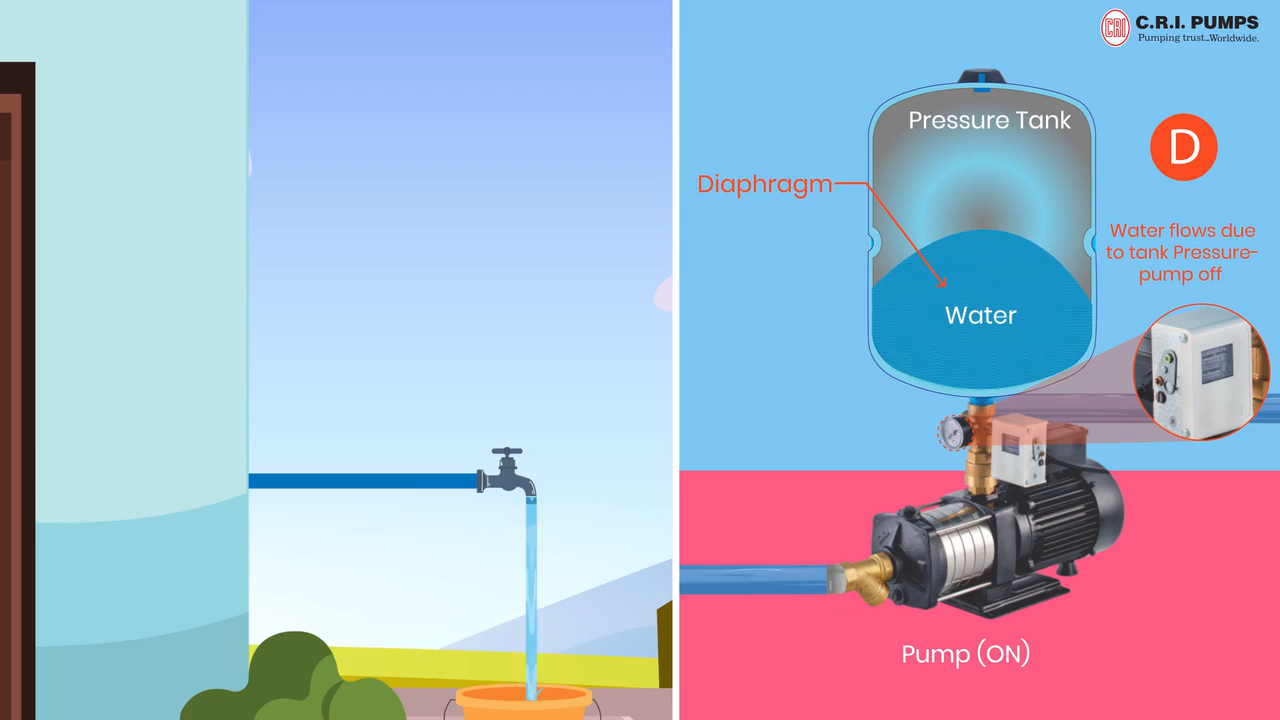 CRI
C.R.I. PUMPS
Pumping trust...Worldwide.
Pressure Tank
D
Diaphragm
Water flows due
to tank Pressure-
pump off
Water
Pump (ON)